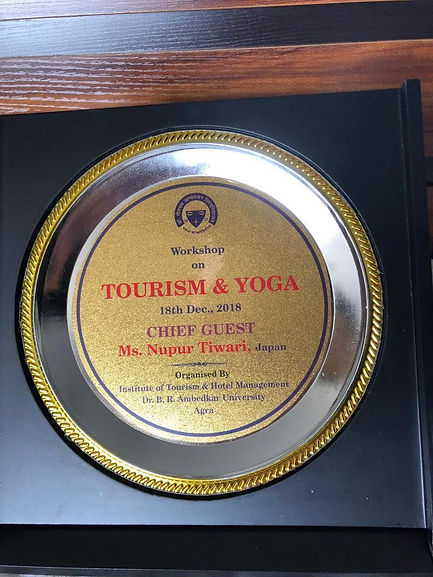 Workshop
on
TOURISM & YOGA
18th Dec., 2018
CHIEF GUEST
Ms. Nupur Tiwari, Japan
Organised By
Institute of Tourism & Hotel Management
Dr. B. R. Ambedkar University
Agra